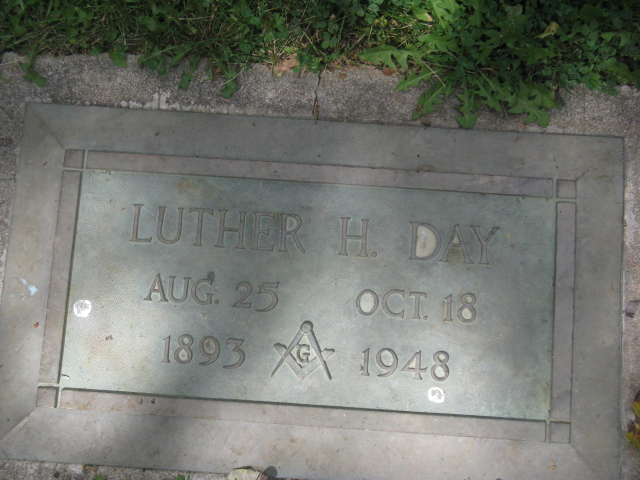 LUTHER H. DAY
AUG. 25 OCT. 18
1893 G 1948